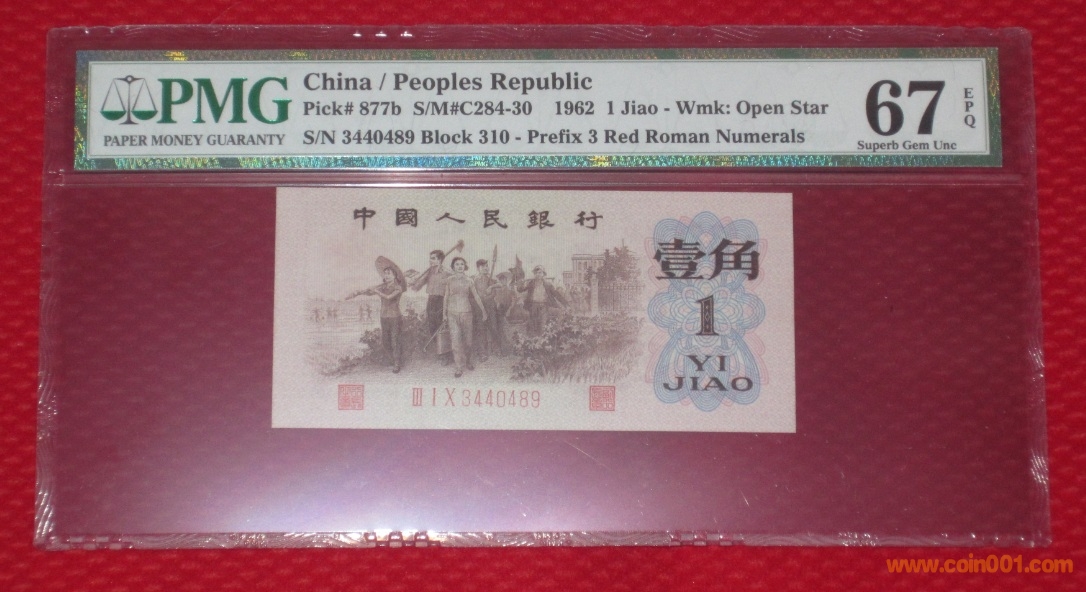 PMG
PAPER MONEY GUARANTY
China / Peoples Republic
Pick# 877b S/M#C284-30 1962 1 Jiao - Wmk: Open Star
S/N 3440489 Block 310 - Prefix 3 Red Roman Numerals
67
EPQ
Superb Gem Unc
中國人民銀行
壹角
1
YI
JIAO
III I X 3440489
www.coin001.com